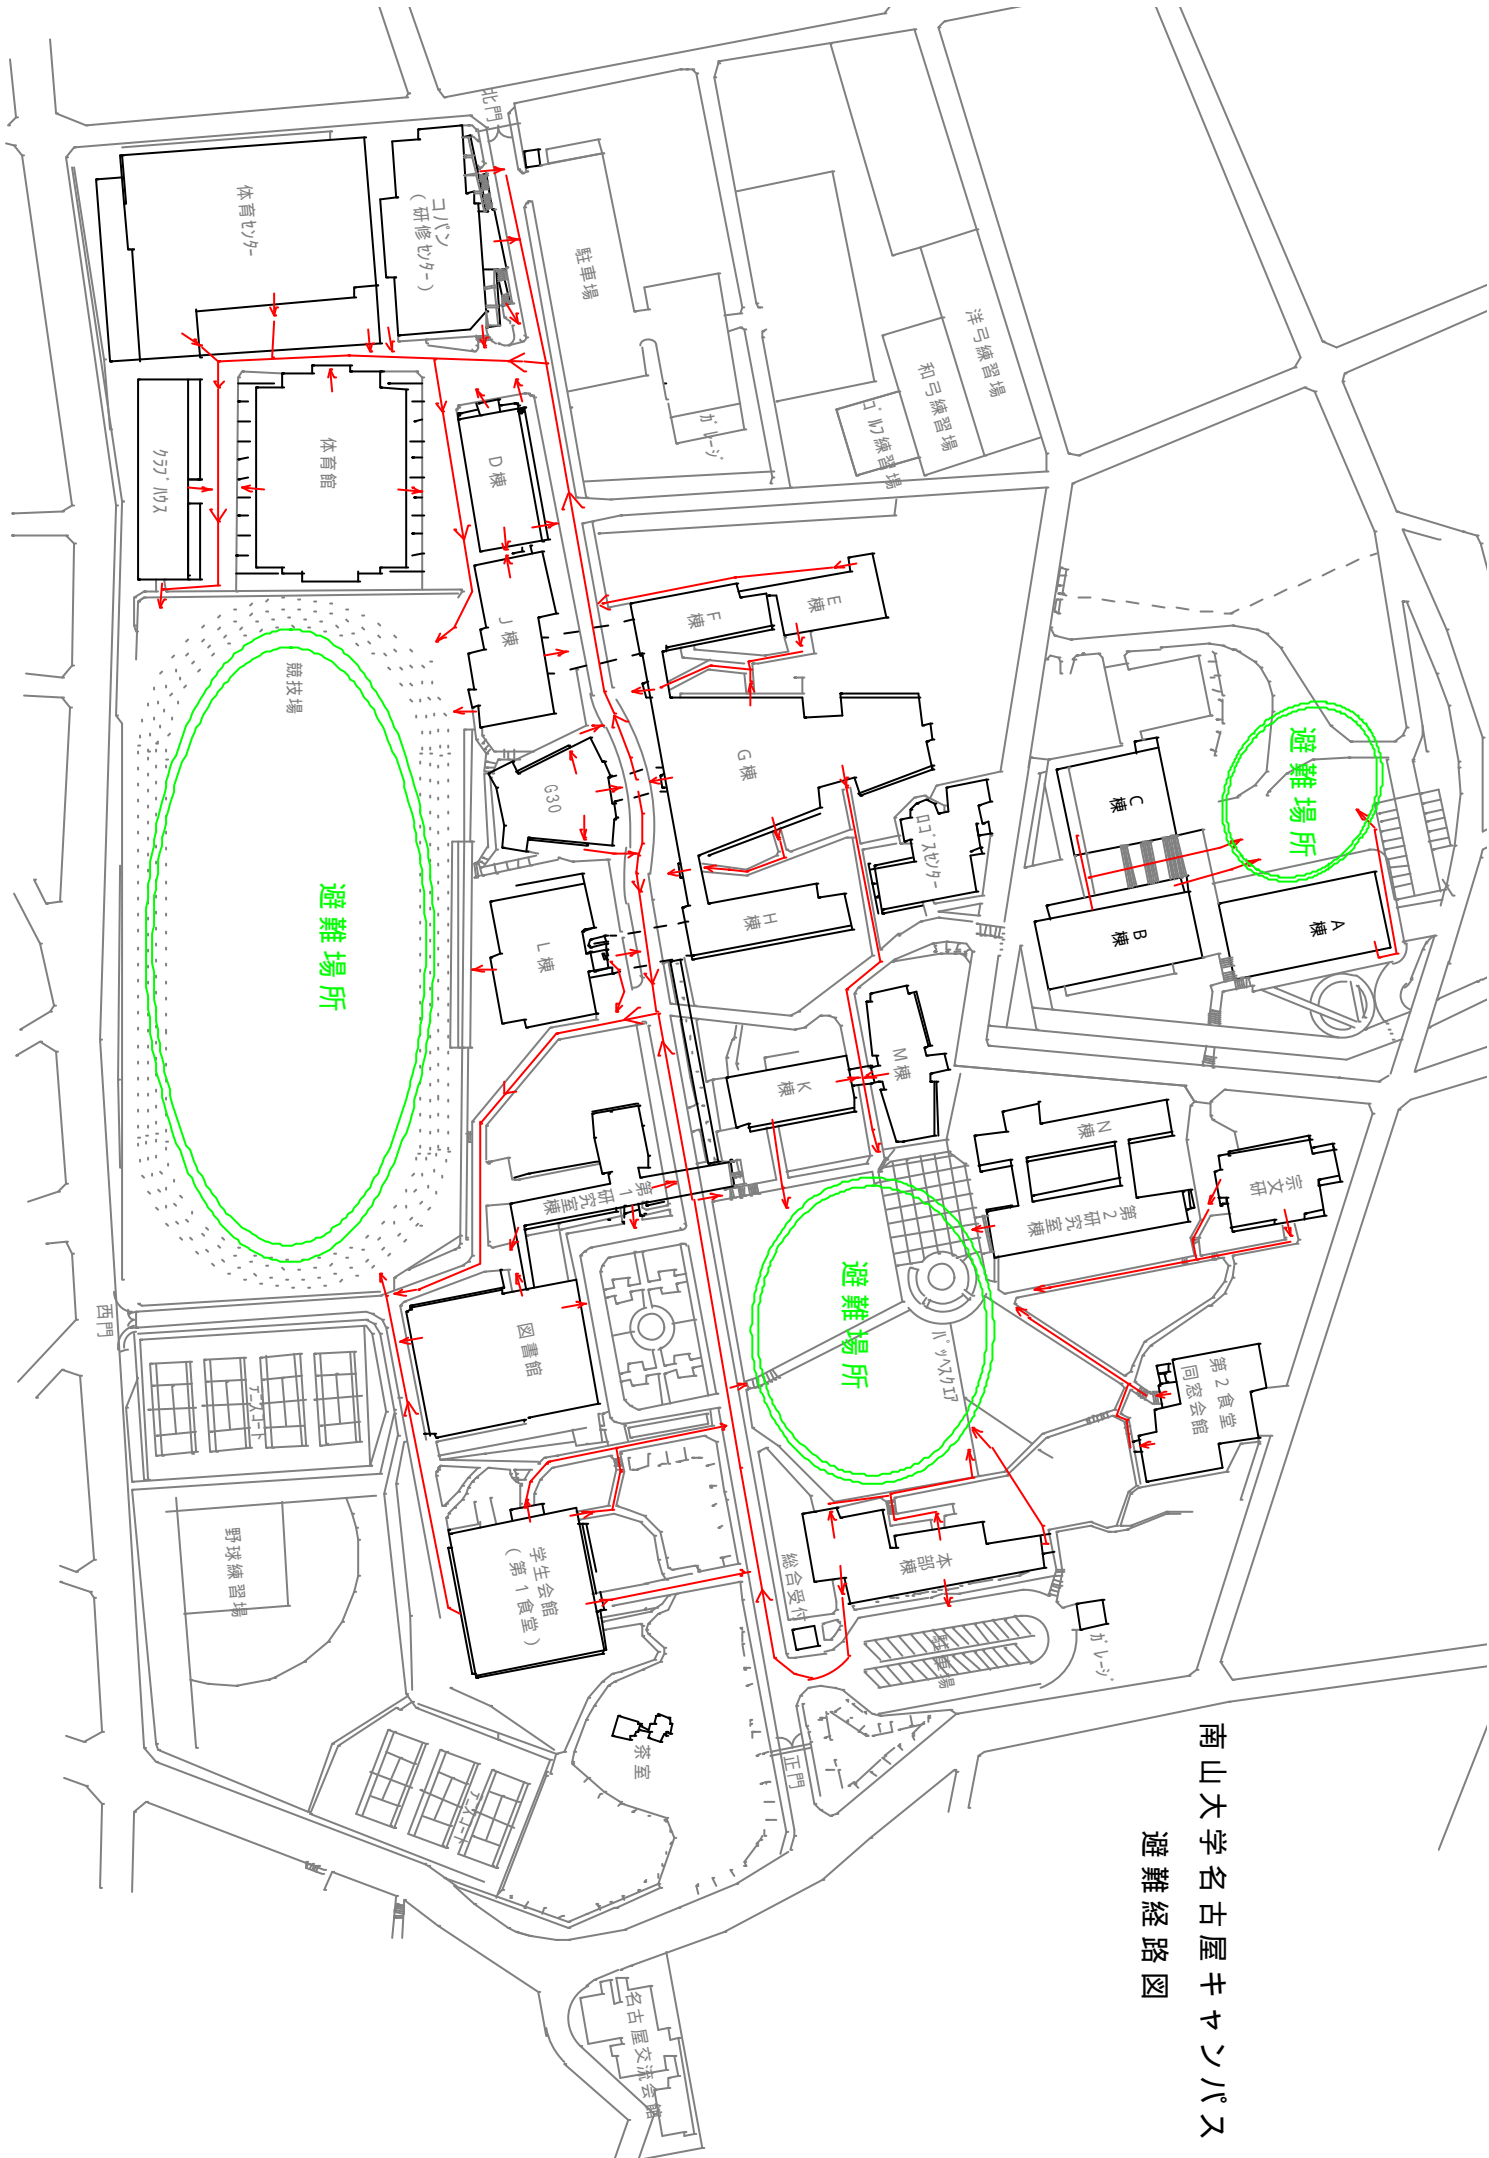 南山大学名古屋キャンパス
避難経路図
北門
体育センター
コパン
(研修センター)
駐車場
洋弓練習場
和弓練習場
ゴルフ練習場
ガレージ
クラブハウス
体育館
D棟
E棟
F棟
J棟
競技場
G棟
G30
ロゴスセンター
C棟
避難場所
A棟
B棟
避難場所
H棟
L棟
M棟
K棟
N棟
宗文研
第1研究室棟
第2研究室棟
避難場所
西門
図書館
パッヘスクエア
第2食堂
同窓会館
テニスコート
野球練習場
学生会館
(第1食堂)
総合受付
本部棟
駐車場
ガレージ
茶室
正門
テニスコート
名古屋交流会館